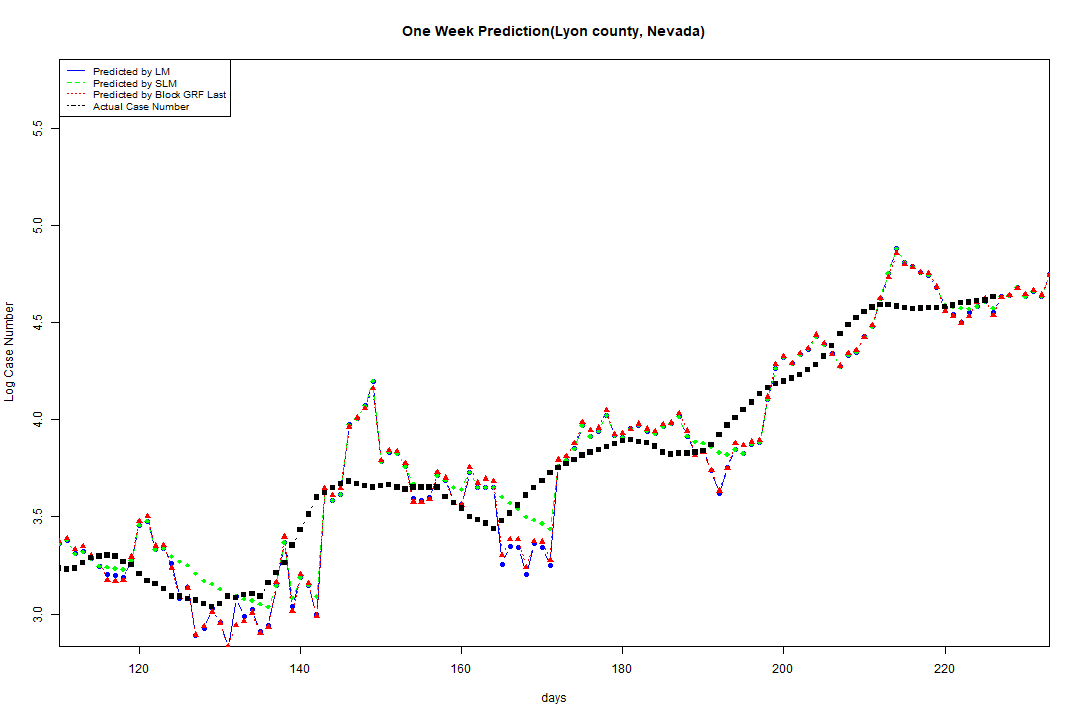 One Week Prediction(Lyon county, Nevada)
Predicted by LM
Predicted by SLM
Predicted by Block GRF Last
Actual Case Number
5.5
5.0
4.5
4.0
3.5
3.0
Log Case Number
120 140 160 180 200 220
days